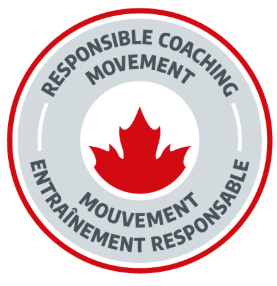 RESPONSIBLE COACHING
MOVEMENT
MOUVEMENT
ENTRAÎNEMENT RESPONSABLE